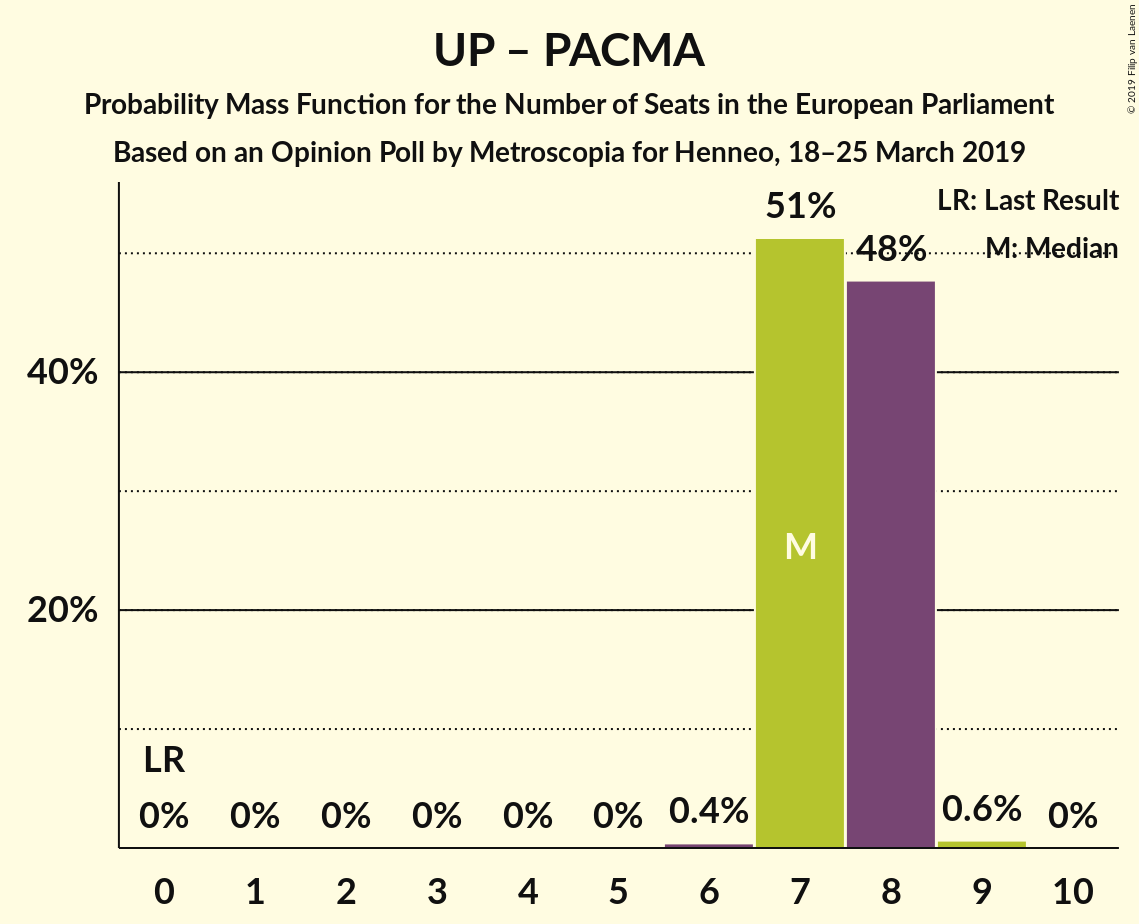 UP – PACMA
Probability Mass Function for the Number of Seats in the European Parliament
Based on an Opinion Poll by Metroscopia for Henneo, 18–25 March 2019
© 2019 Filip van Laenen
LR: Last Result
M: Median
51%
48%
40%
M
20%
LR
0% 0% 0% 0% 0% 0% 0.4% 0.6% 0%
0 1 2 3 4 5 6 7 8 9 10